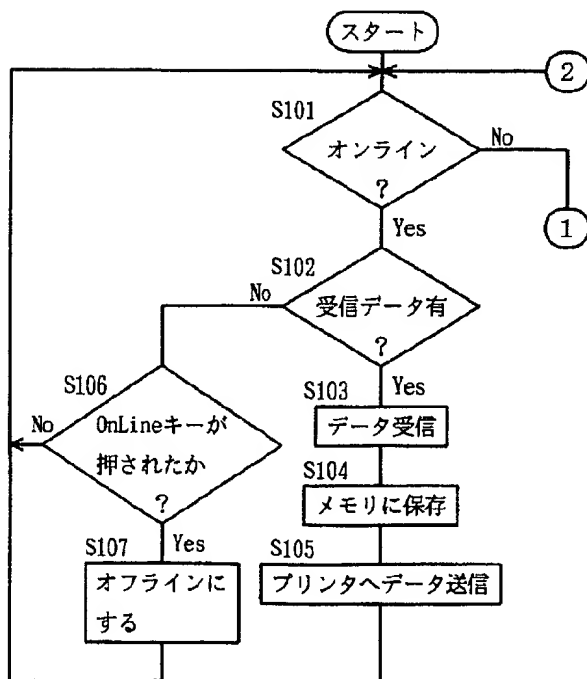 スタート
2
S101
オンライン
?
No
1
Yes
S102
受信データ有
?
No
Yes
S106
OnLineキーが
押されたか
?
No
Yes
S103
データ受信
S104
メモリに保存
S105
プリンタへデータ送信
S107
オフラインに
する